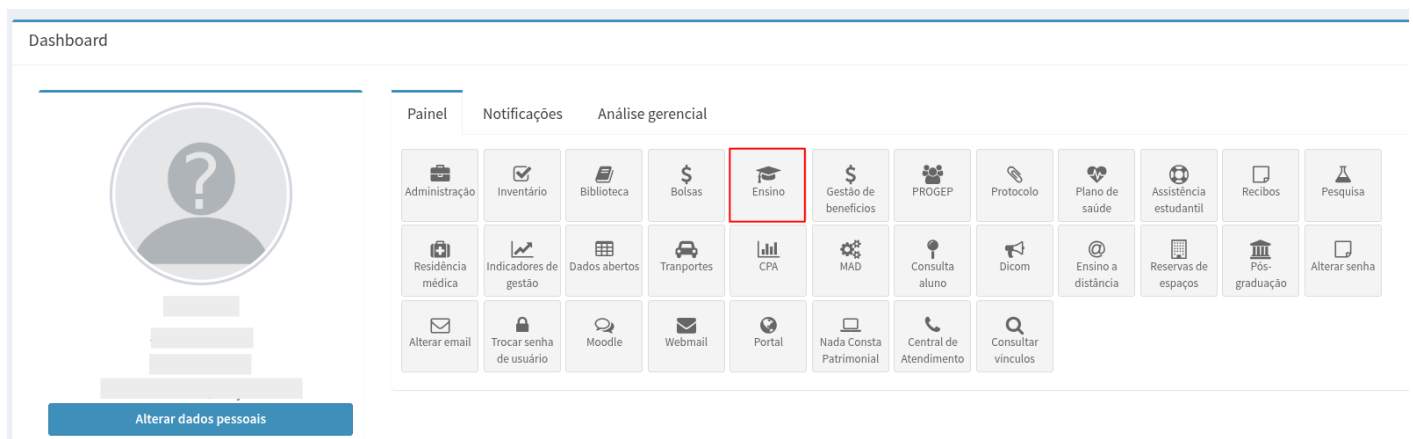 Dashboard
Painel Notificações Análise gerencial
Administração Inventário Biblioteca Bolsas Ensino Gestão de benefícios PROGEP Protocolo Plano de saúde Assistência estudantil Recibos Pesquisa
Residência médica Indicadores de gestão Dados abertos Tranportes CPA MAD Consulta aluno Dicom Ensino a distância Reservas de espaços Pós-graduação Alterar senha
Alterar email Trocar senha de usuário Moodle Webmail Portal Nada Consta Patrimonial Central de Atendimento Consultar vínculos
Alterar dados pessoais